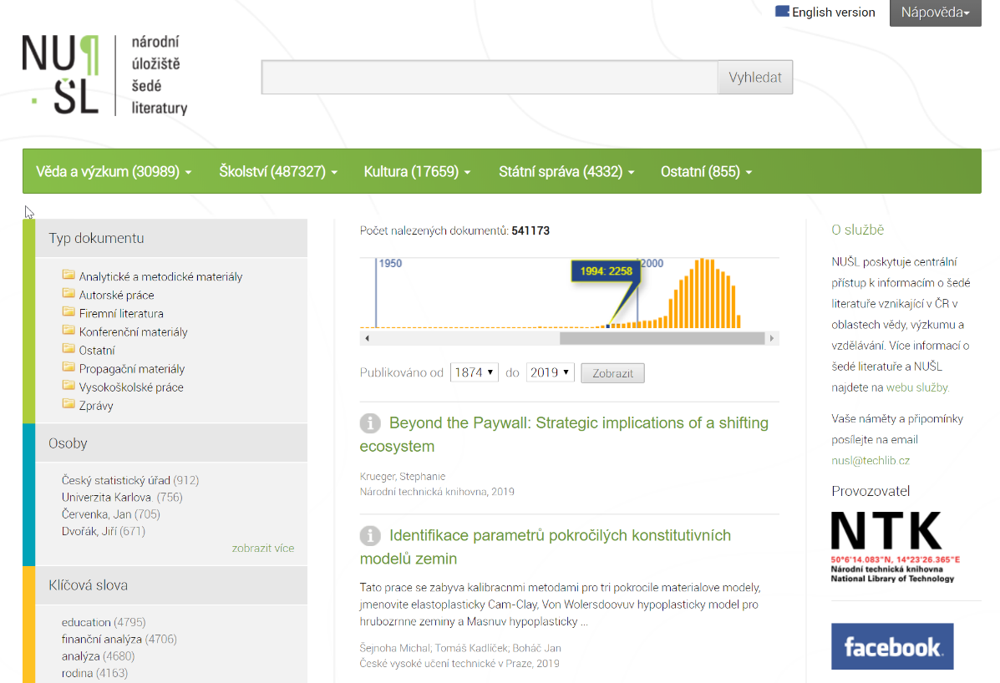 English version
Nápověda
NU¶
ŠL
národní
úložiště
šedé
literatury
Vyhledat
Věda a výzkum (30989)
Školství (487327)
Kultura (17659)
Státní správa (4332)
Ostatní (855)
Typ dokumentu
Analytické a metodické materiály
Autorské práce
Firemní literatura
Konferenční materiály
Ostatní
Propagační materiály
Vysokoškolské práce
Zprávy
Osoby
Český statistický úřad (912)
Univerzita Karlova. (756)
Červenka, Jan (705)
Dvořák, Jiří (671)
zobrazit více
Klíčová slova
education (4795)
finanční analýza (4706)
analýza (4680)
rodina (4163)
Počet nalezených dokumentů: 541173
1950
1994: 2258
2000
Publikováno od 1874 do 2019 Zobrazit
Beyond the Paywall: Strategic implications of a shifting
ecosystem
Krueger, Stephanie
Národní technická knihovna, 2019
Identifikace parametrů pokročilých konstitutivních
modelů zemin
Tato prace se zabyva kalibracnmi metodami pro tri pokrocile materialove modely,
jmenovite elastoplasticky Cam-Clay, Von Wolersdoovuv hypoplasticky model pro
hrubozrnne zeminy a Masnuv hypoplasticky ...
Šejnoha Michal; Tomáš Kadlíček; Boháč Jan
České vysoké učení technické v Praze, 2019
O službě
NUŠL poskytuje centrální
přístup k informacím o šedé
literatuře vznikající v ČR v
oblastech vědy, výzkumu a
vzdělávání. Více informací o
šedé literatuře a NUŠL
najdete na webu služby.
Vaše náměty a připomínky
posílejte na email
nusl@techlib.cz
Provozovatel
NTK
50°6'14.083"N, 14°23'26.365"E
Národní technická knihovna
National Library of Technology
facebook.